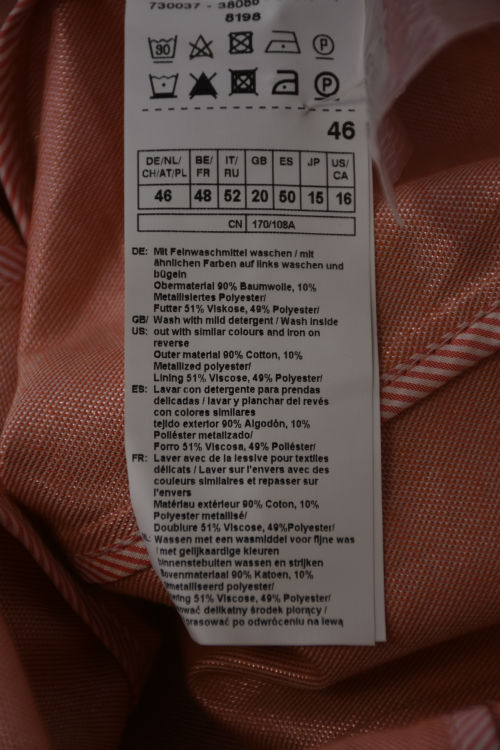 730037 - 38080
8198
30
P
P
46
DE/NL/ CH/AT/PL BE/ FR IT/ RU GB ES JP US/ CA
46 48 52 20 50 15 16
CN 170/108A
DE: Mit Feinwaschmittel waschen / mit
ähnlichen Farben auf links waschen und
bügeln
Obermaterial 90% Baumwolle, 10%
Metallisiertes Polyester/
Futter 51% Viskose, 49% Polyester/
GB/ Wash with mild detergent / Wash inside
US: out with similar colours and iron on
reverse
Outer material 90% Cotton, 10%
Metallized polyester/
Lining 51% Viscose, 49% Polyester/
ES: Lavar con detergente para prendas
delicadas / lavar y planchar del revés
con colores similares
tejido exterior 90% Algodón, 10%
Poliéster metalizado/
Forro 51% Viscosa, 49% Poliéster/
FR: Laver avec de la lessive pour textiles
délicats / Laver sur l'envers avec des
couleurs similaires et repasser sur
l'envers
Matériau extérieur 90% Coton, 10%
Polyester metallisé/
Doublure 51% Viscose, 49%Polyester/
Wassen met een wasmiddel voor fijne was
/ met gelijkaardige kleuren
binnenstebuiten wassen en strijken
Bovenmateriaal 90% Katoen, 10%
metalliseerd polyester/
51% Viscose, 49% Polyester/
delikatny środek piorący /
prasować po odwróceniu na lewą